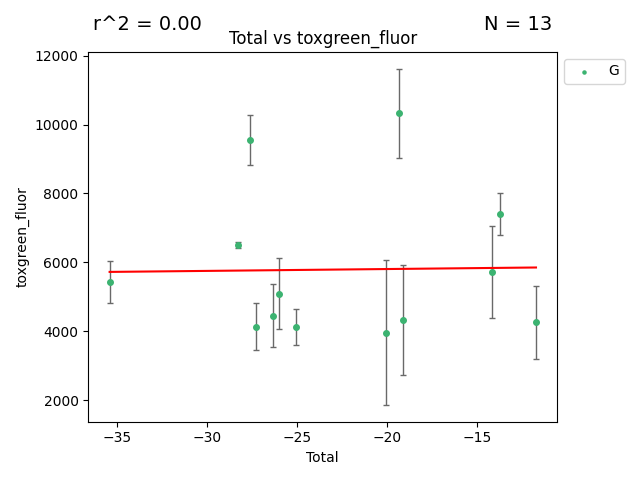 r^2 = 0.00
N = 13
Total vs toxgreen_fluor
G
12000
10000
8000
6000
4000
2000
toxgreen_fluor
−35
−30
−25
−20
−15
Total